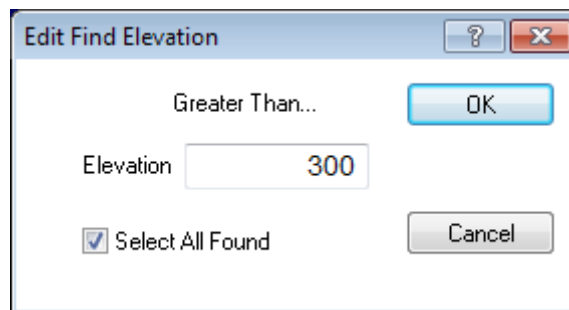 Edit Find Elevation
?
Greater Than...
OK
Elevation 300
Select All Found
Cancel